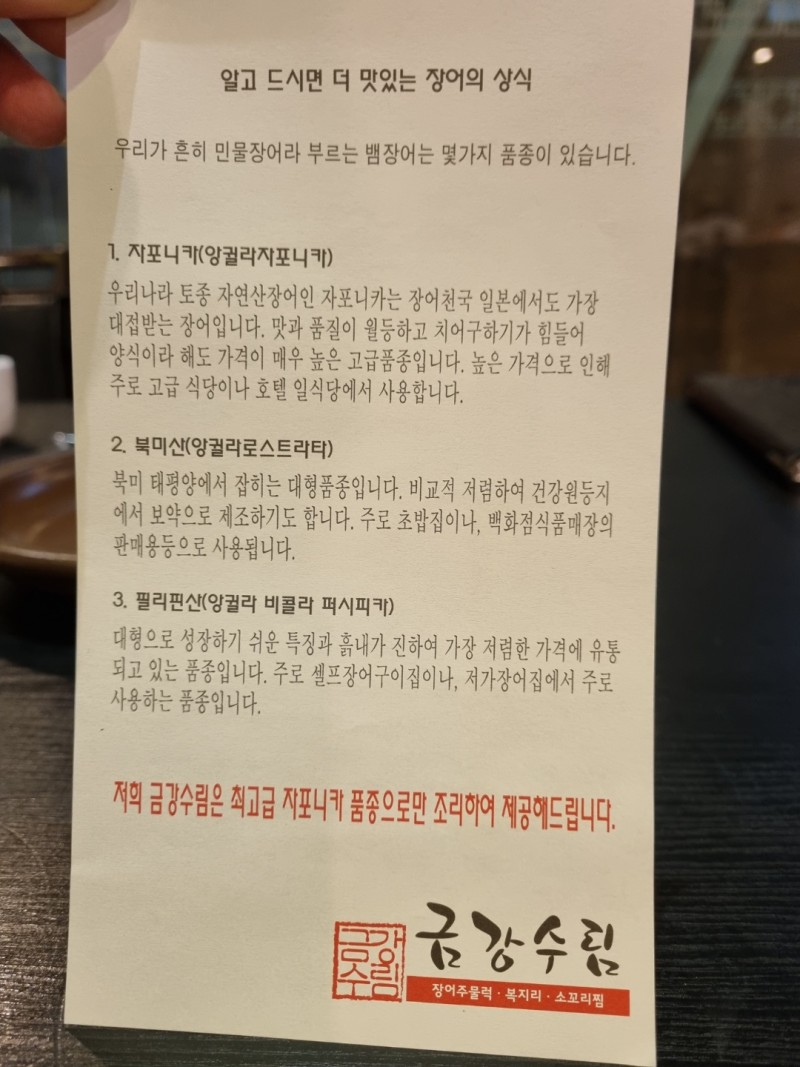 알고 드시면 더 맛있는 장어의 상식
우리가 흔히 민물장어라 부르는 뱀장어는 몇가지 품종이 있습니다.
1. 자포니카(앙귈라자포니카)
우리나라 토종 자연산장어인 자포니카는 장어천국 일본에서도 가장
대접받는 장어입니다. 맛과 품질이 월등하고 치어구하기가 힘들어
양식이라 해도 가격이 매우 높은 고급품종입니다. 높은 가격으로 인해
주로 고급 식당이나 호텔 일식당에서 사용합니다.
2. 북미산(앙귈라로스트라타)
북미 태평양에서 잡히는 대형품종입니다. 비교적 저렴하여 건강원등지
에서 보약으로 제조하기도 합니다. 주로 초밥집이나, 백화점식품매장의
판매용등으로 사용됩니다.
3. 필리핀산(앙귈라 비콜라 퍼시피카)
대형으로 성장하기 쉬운 특징과 흙내가 진하여 가장 저렴한 가격에 유통
되고 있는 품종입니다. 주로 셀프장어구이집이나, 저가장어집에서 주로
사용하는 품종입니다.
저희 금강수림은 최고급 자포니카 품종으로만 조리하여 제공해드립니다.
금강
수림
금강수림
장어주물럭 · 복지리 · 소꼬리찜